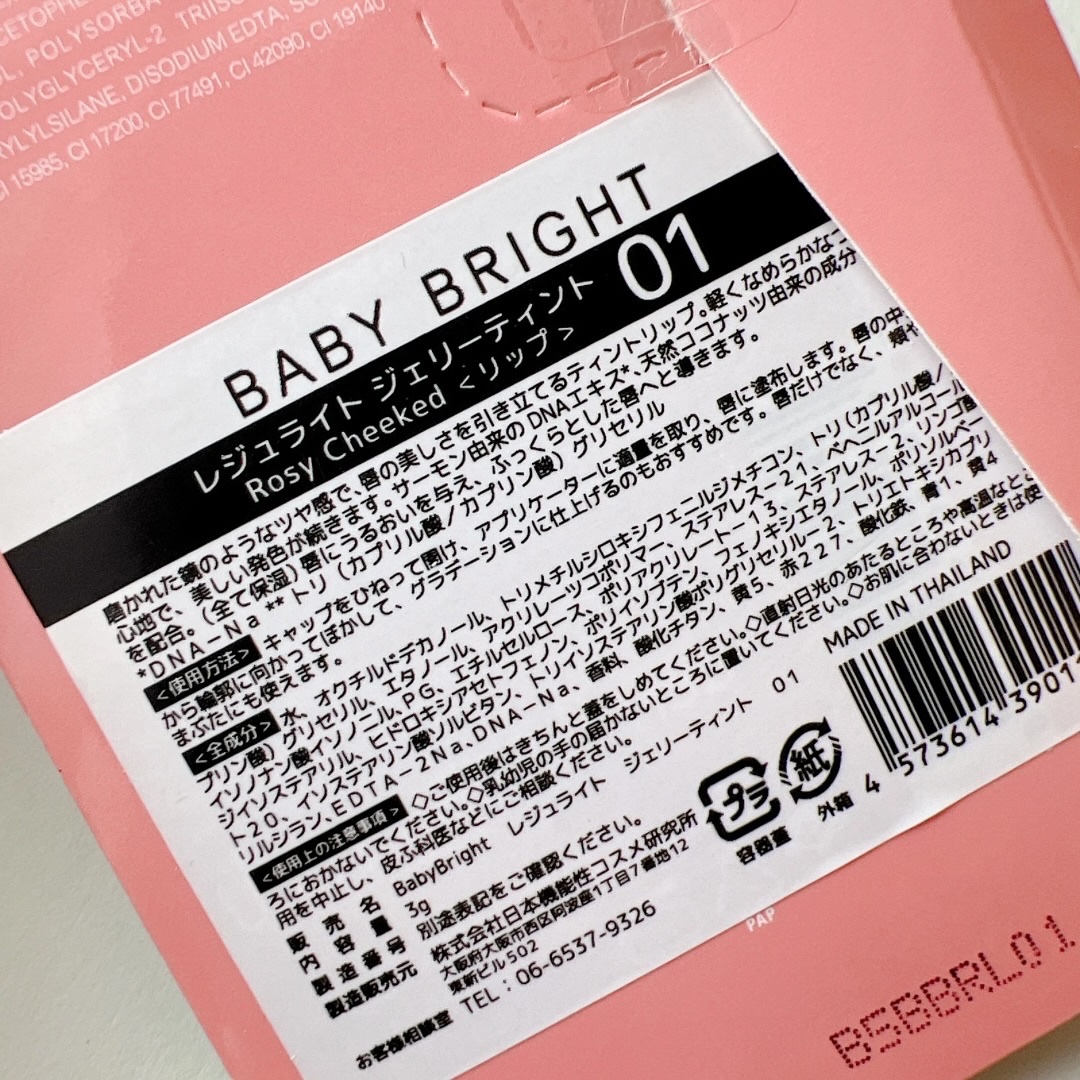 CETOPHE
OL, POLYSORBA
OLYGLYCERYL-2 TRIISO
RYLYLSILANE, DISODIUM EDTA, SO
CI 15985, CI 17200, CI 77491, CI 42090, CI 19140
BABY BRIGHT
レジュライト ジェリーティント 01
Rosy Cheeked <リップ>
磨かれた鏡のようなツヤ感で、唇の美しさを引き立てるティントリップ。軽くなめらかな
心地で、美しい発色が続きます。サーモン由来のDNAエキス*、天然ココナッツ由来の成分
を配合。(全て保湿)唇にうるおいを与え、ふっくらとした唇へと導きます。
*DNA-Na **トリ(カプリル酸/カプリン酸)グリセリル
<使用方法> キャップをひねって開け、アプリケーターに適量を取り、唇に塗布します。唇の中
から輪郭に向かってぼかして、グラデーションに仕上げるのもおすすめです。唇だけでなく、頬や
まぶたにも使えます。
<全成分> 水、オクチルドデカノール、トリメチルシロキシフェニルジメチコン、トリ(カプリル酸/
プリン酸)グリセリル、エタノール、アクリレーツコポリマー、ステアレス-21、ベヘニルアルコール
イソノナン酸イソノニル、PG、エチルセルロース、ポリアクリレート-13、ステアレス-2、リンゴ酸
ジイソステアリル、ヒドロキシアセトフェノン、ポリイソブテン、フェノキシエタノール、ポリソルベー
ト20、イソステアリン酸ソルビタン、トリイソステアリン酸ポリグリセリル-2、トリエトキシカプリ
リルシラン、EDTA-2Na、DNA-Na、香料、酸化チタン、黄5、赤227、酸化鉄、青1、黄4
<使用上の注意事項> ◇ご使用後はきちんと蓋をしめてください。◇直射日光のあたるところや高温なとこ
ろにおかないでください。◇乳幼児の手の届かないところに置いてください。◇お肌に合わないときは使
用を中止し、皮ふ科医などにご相談ください。
販売名 BabyBright レジュライト ジェリーティント 01
内容量 3g
製造番号 別途表記をご確認ください。
製造販売元 株式会社日本機能性コスメ研究所
大阪府大阪市西区阿波座1丁目7番地12
東新ビル502
お客様相談室 TEL:06-6537-9326
MADE IN THAILAND
4 573614 3901
プラ
容器蓋
紙
外箱
PAP
B5BBRL01